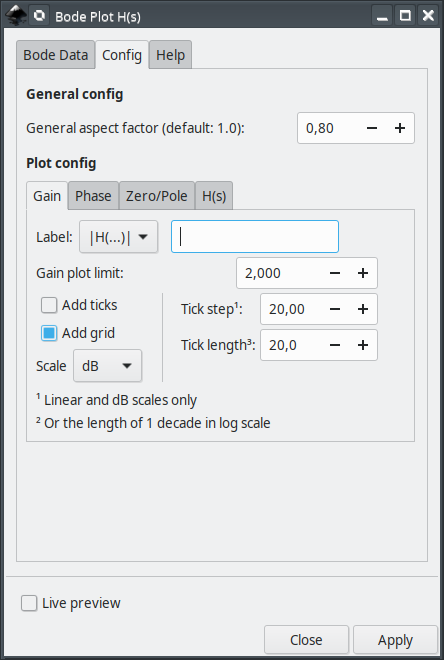 Bode Plot H(s)
Bode Data Config Help
General config
General aspect factor (default: 1.0): 0,80
Plot config
Gain Phase Zero/Pole H(s)
Label: |H(...)|
Gain plot limit: 2,000
Add ticks
Tick step¹: 20,00
Add grid
Tick length³: 20,0
Scale dB
¹ Linear and dB scales only
² Or the length of 1 decade in log scale
Live preview
Close Apply